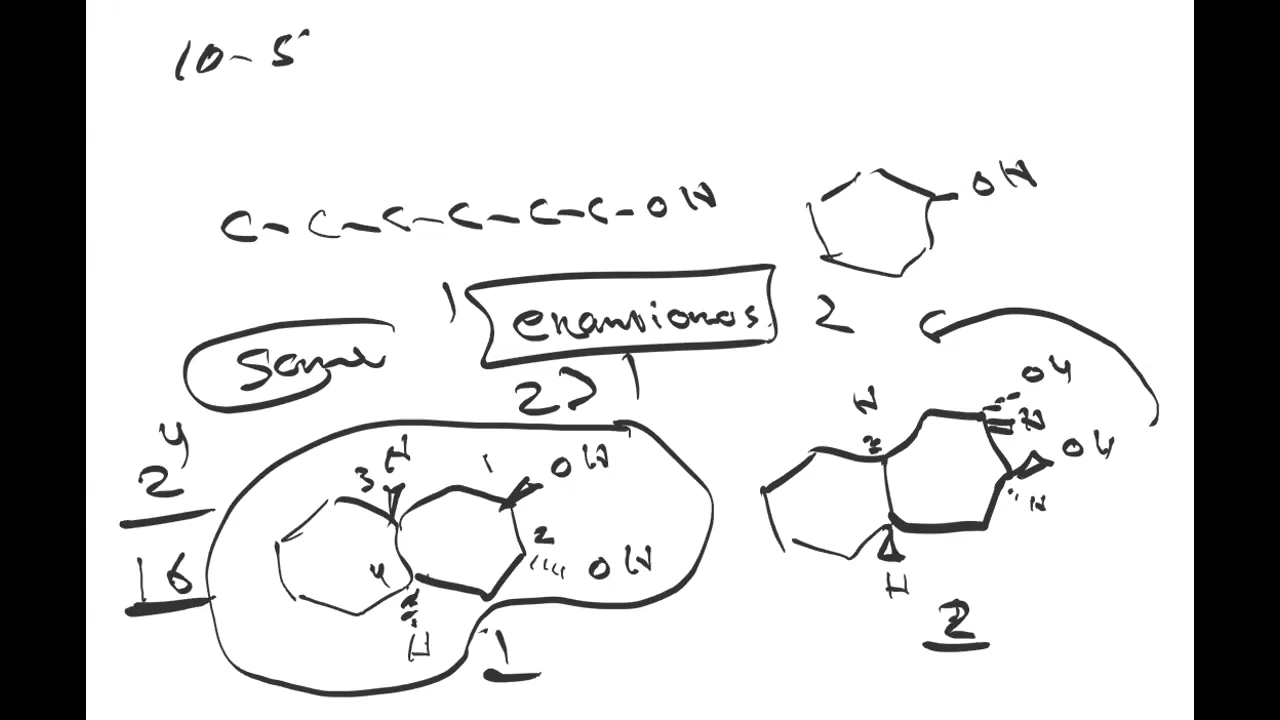 10-5
C-C-C-C-C-C-OH
OH
1
enantiomers
2
Same
2>1
2^4
16
3 H
1 OH
2
OH
4
H
1
H
OH
H
OH
H
H
2